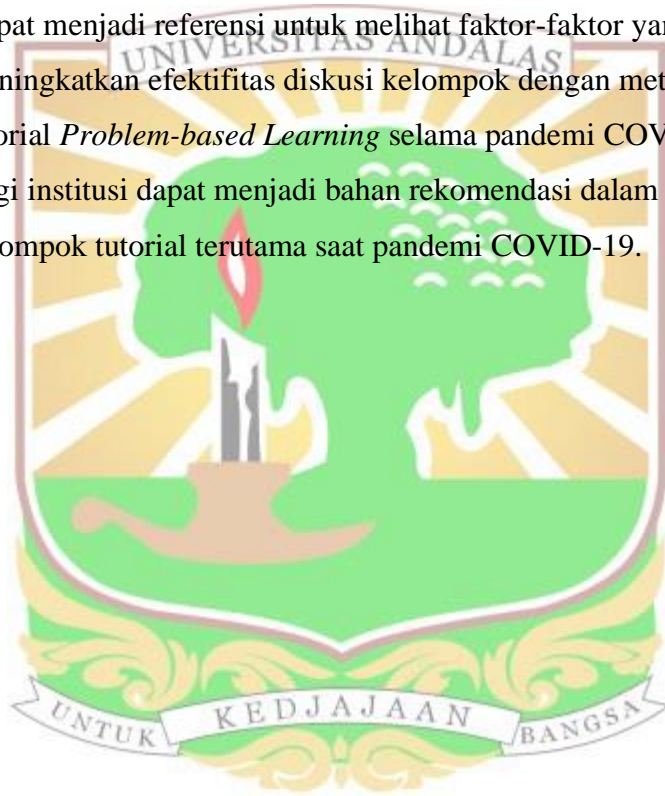 pat menjadi referensi untuk melihat faktor-faktor yan
UNIVERSITAS ANDALAS
ningkatkan efektifitas diskusi kelompok dengan met
orial Problem-based Learning selama pandemi COV
gi institusi dapat menjadi bahan rekomendasi dalam
ompok tutorial terutama saat pandemi COVID-19.
UNTUK KEDJAJAAN BANGSA